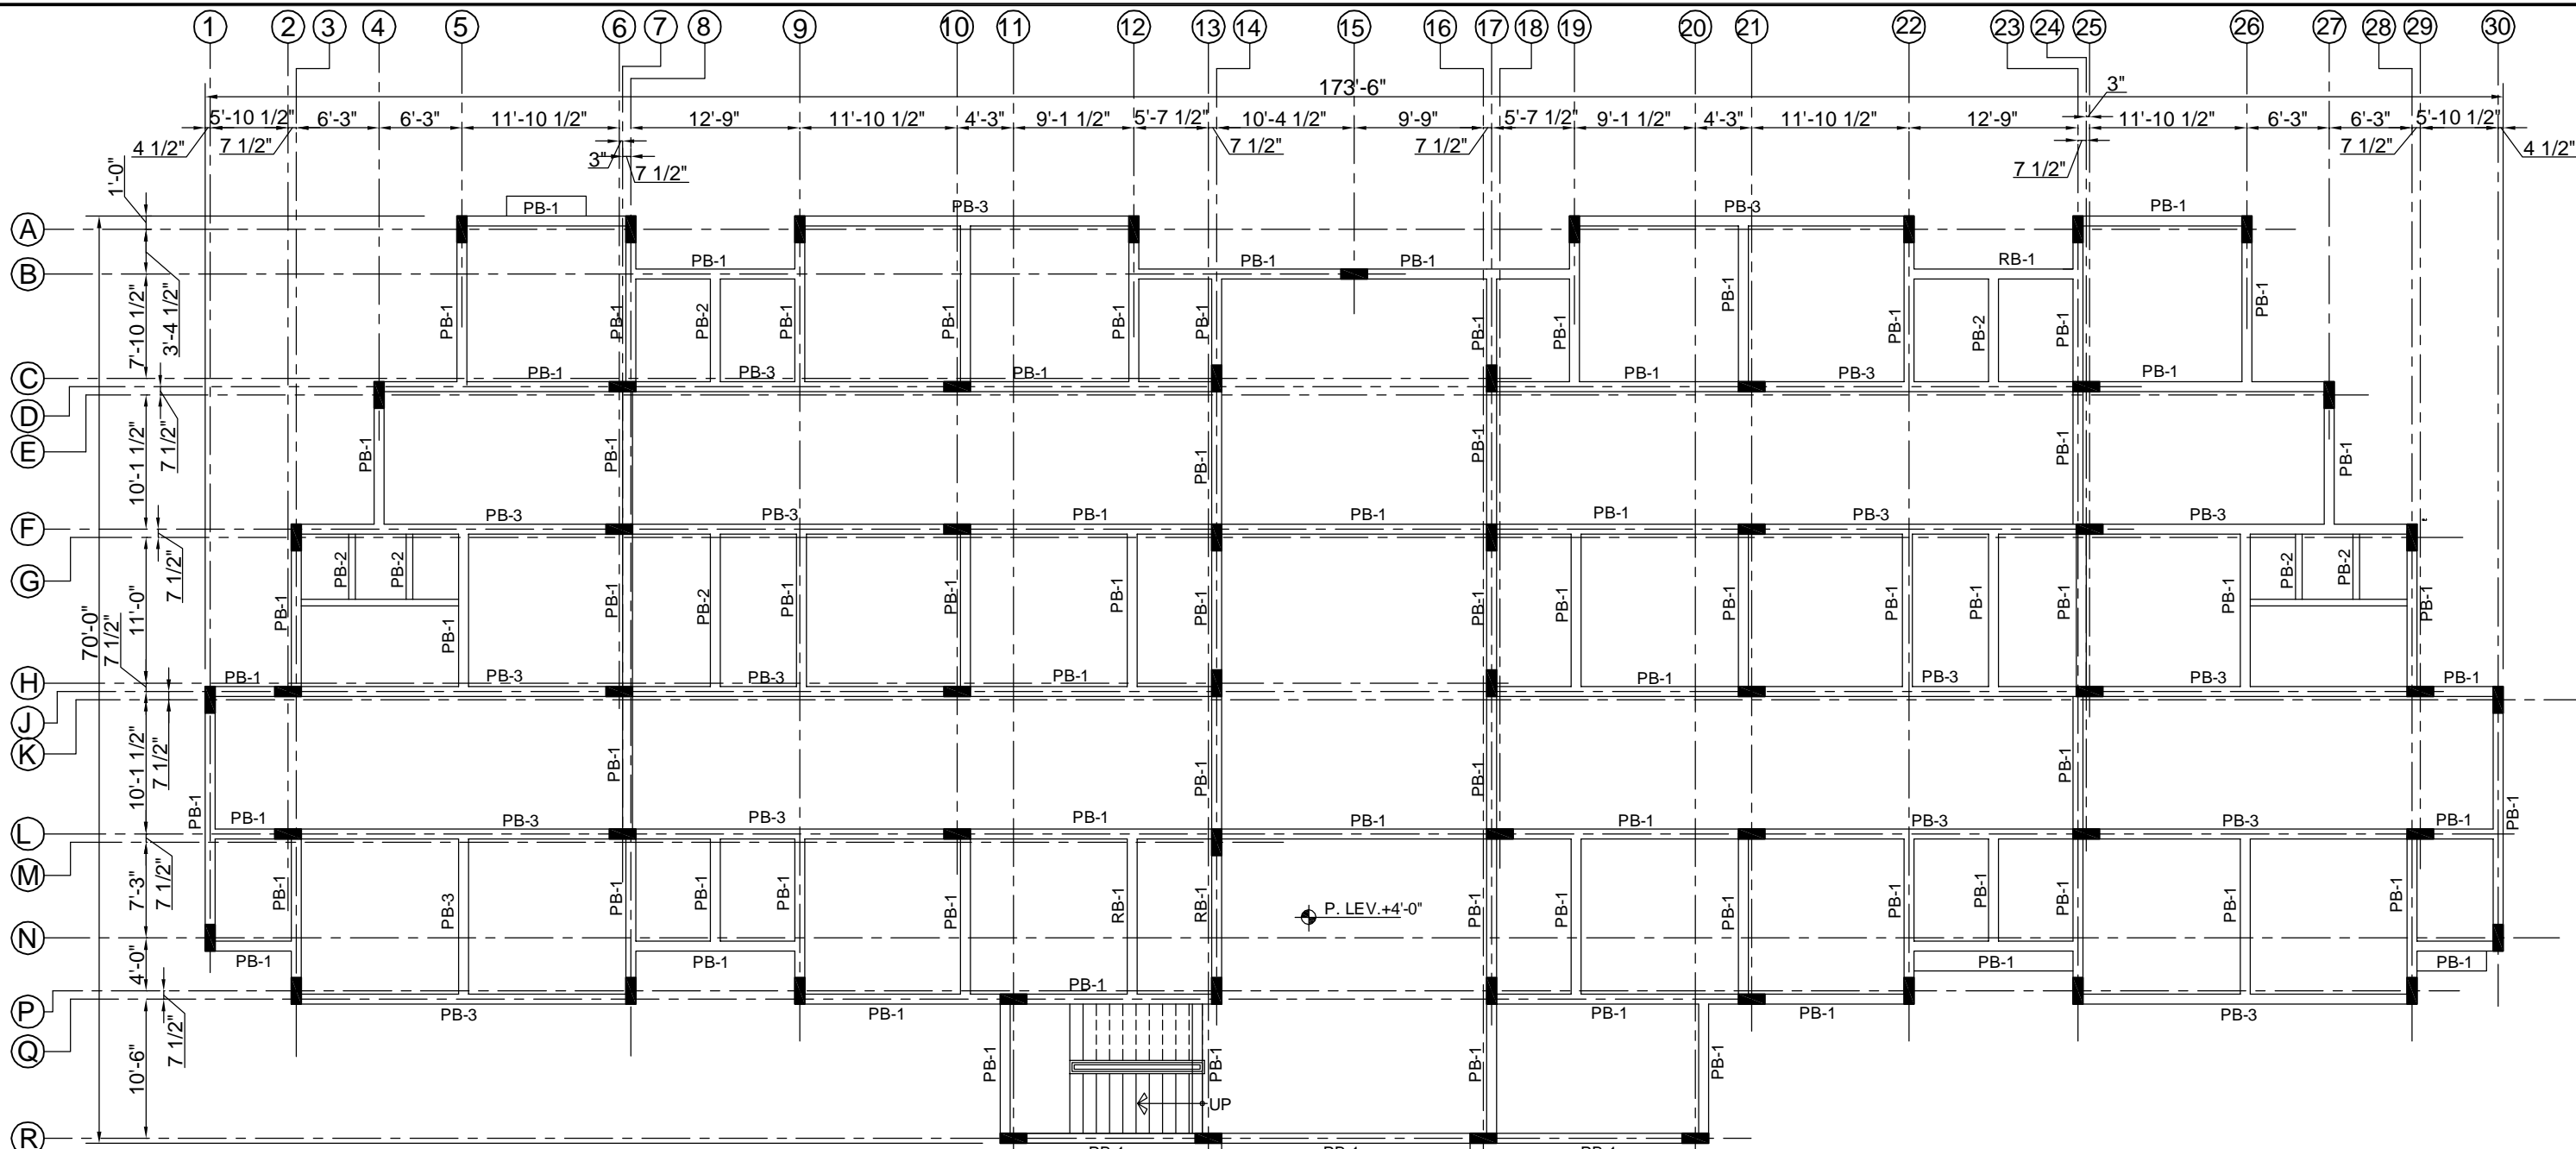 1 2 3 4 5 6 7 8 9 10 11 12 13 14 15 16 17 18 19 20 21 22 23 24 25 26 27 28 29 30
173'-6"
3"
5'-10 1/2" 6'-3" 6'-3" 11'-10 1/2" 12'-9" 11'-10 1/2" 4'-3" 9'-1 1/2" 5'-7 1/2" 10'-4 1/2" 9'-9" 5'-7 1/2" 9'-1 1/2" 4'-3" 11'-10 1/2" 12'-9" 11'-10 1/2" 6'-3" 6'-3" 5'-10 1/2"
4 1/2" 7 1/2" 3" 7 1/2" 7 1/2" 7 1/2" 7 1/2" 7 1/2" 4 1/2"
1'-0"
PB-1 PB-3 PB-3 PB-1
A
B
PB-1 PB-1 PB-1 RB-1
7'-10 1/2" 3'-4 1/2"
PB-1 PB-1 PB-2 PB-1 PB-1 PB-1 PB-1 PB-1 PB-1 PB-1 PB-1 PB-2 PB-1 PB-1
C
PB-1 PB-3 PB-1 PB-1 PB-3 PB-1
D
E
10'-1 1/2" 7 1/2"
PB-1 PB-1 PB-1 PB-1 PB-1 PB-1
F
PB-3 PB-3 PB-1 PB-1 PB-1 PB-3 PB-3
G
7 1/2"
11'-0"
PB-2 PB-2 PB-2 PB-2
PB-1 PB-1 PB-1 PB-2 PB-1 PB-1 PB-1 PB-1 PB-1 PB-1 PB-1 PB-1 PB-1 PB-1 PB-1
70'-0"
7 1/2"
H
PB-1 PB-3 PB-3 PB-1 PB-1 PB-3 PB-3 PB-1
J
K
10'-1 1/2" 7 1/2"
PB-1 PB-1 PB-1 PB-1 PB-1 PB-1
L
PB-1 PB-3 PB-3 PB-1 PB-1 PB-1 PB-3 PB-3 PB-1
M
7'-3" 7 1/2"
PB-1 PB-3 PB-1 PB-1 PB-1 PB-1 RB-1 RB-1 PB-1 PB-1 PB-1 PB-1 PB-1 PB-1 PB-1
P. LEV.+4'-0"
N
PB-1 PB-1 PB-1 PB-1
4'-0"
PB-1
P
PB-3 PB-1 PB-1 PB-1 PB-3
Q
10'-6" 7 1/2"
PB-1 PB-1 PB-1 PB-1
UP
R
PB-1 PB-1 PB-1